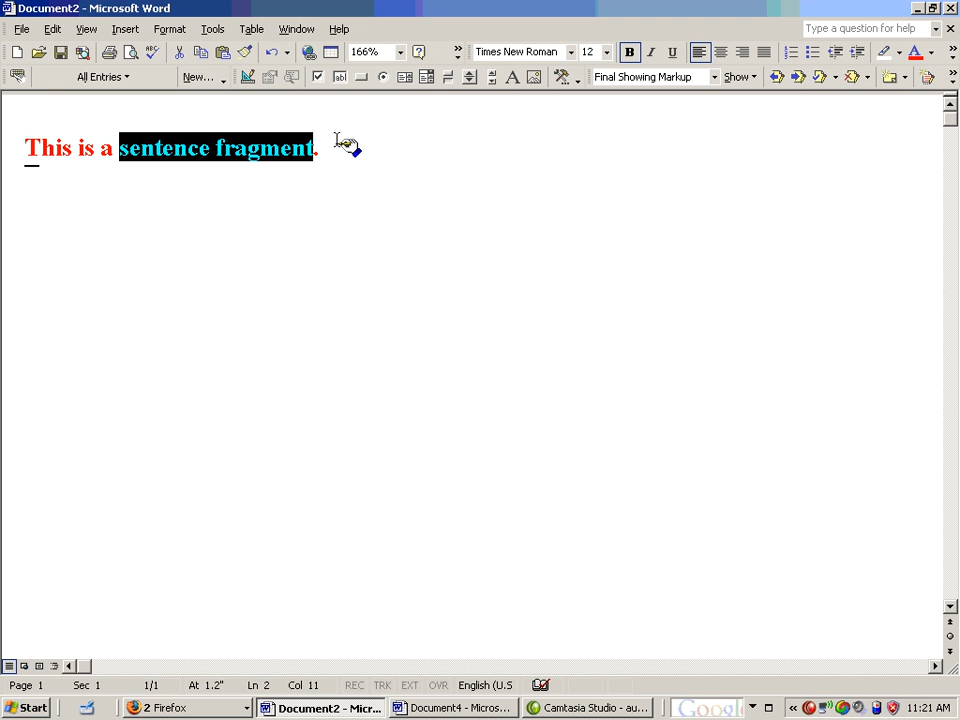 Document2 - Microsoft Word
File Edit View Insert Format Tools Table Window Help Type a question for help
166% Times New Roman 12 B I U
All Entries New... ab A Final Showing Markup Show
This is a sentence fragment.
Page 1 Sec 1 1/1 At 1.2" Ln 2 Col 11 REC TRK EXT OVR English (U.S
Start 2 Firefox Document2 - Micr... Document4 - Micros... Camtasia Studio - au... Google 11:21 AM